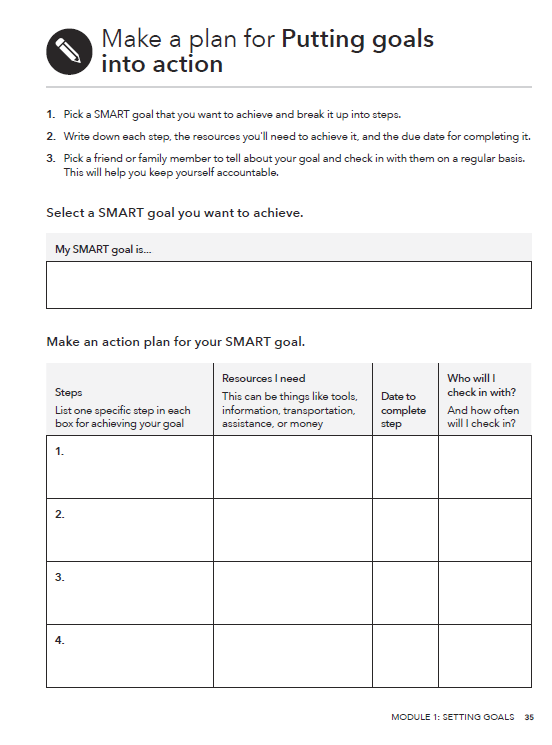 Make a plan for Putting goals
into action
1. Pick a SMART goal that you want to achieve and break it up into steps.
2. Write down each step, the resources you'll need to achieve it, and the due date for completing it.
3. Pick a friend or family member to tell about your goal and check in with them on a regular basis.
This will help you keep yourself accountable.
Select a SMART goal you want to achieve.
My SMART goal is...
Make an action plan for your SMART goal.
Steps
List one specific step in each
box for achieving your goal
Resources I need
This can be things like tools,
information, transportation,
assistance, or money
Date to
complete
step
Who will I
check in with?
And how often
will I check in?
1.
2.
3.
4.
MODULE 1: SETTING GOALS 35